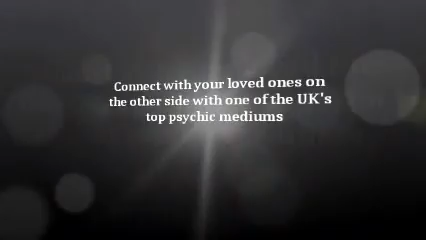 Connect with your loved ones on
the other side with one of the UK's
top psychic mediums